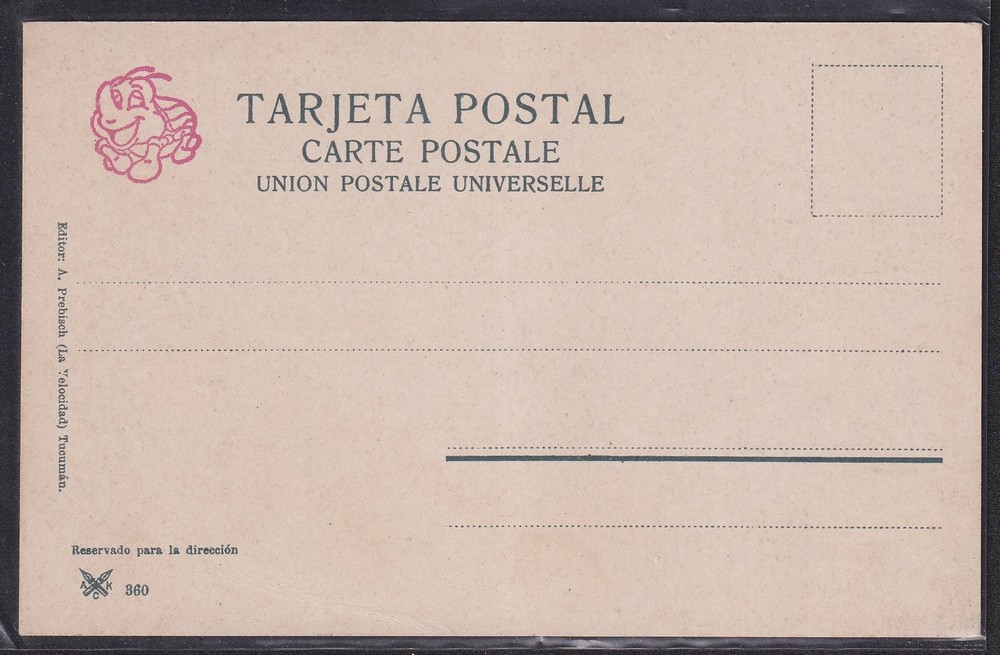 TARJETA POSTAL
CARTE POSTALE
UNION POSTALE UNIVERSELLE
Editor: A. Prebisch (La Velocidad) Tucumán.
Reservado para la dirección
A C K
360